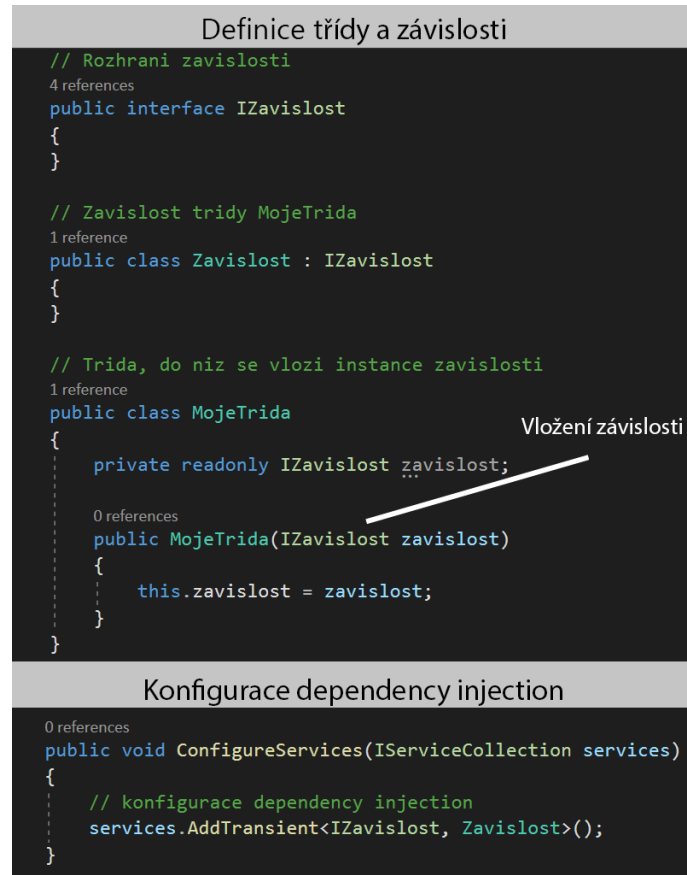 Definice třídy a závislosti
// Rozhrani zavislosti
4 references
public interface IZavislost
{
}
// Zavislost tridy MojeTrida
1 reference
public class Zavislost : IZavislost
{
}
// Trida, do niz se vlozi instance zavislosti
1 reference
public class MojeTrida
{
Vložení závislosti
private readonly IZavislost zavislost;
0 references
public MojeTrida(IZavislost zavislost)
{
this.zavislost = zavislost;
}
}
Konfigurace dependency injection
0 references
public void ConfigureServices(IServiceCollection services)
{
// konfigurace dependency injection
services.AddTransient<IZavislost, Zavislost>();
}